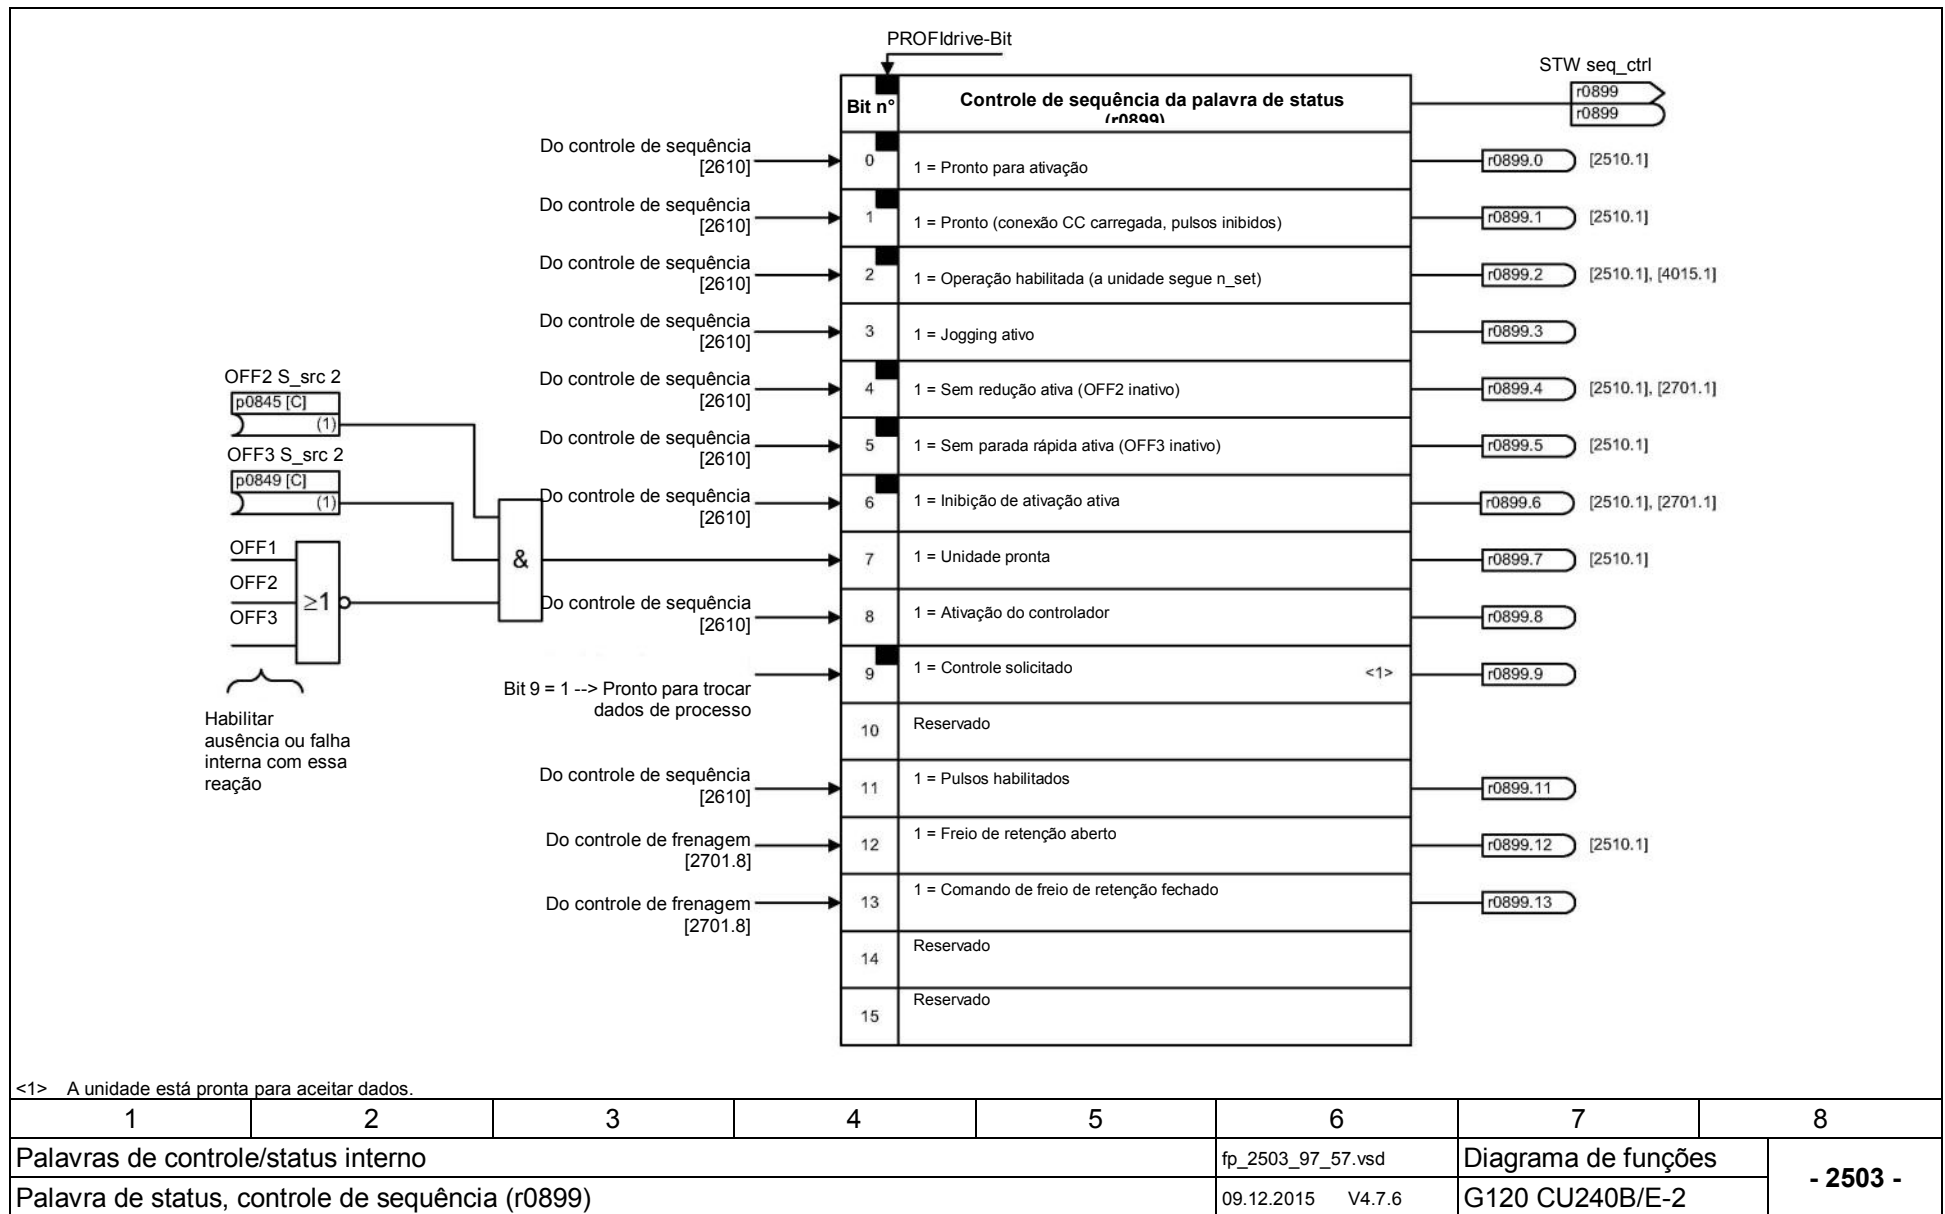 PROFIdrive-Bit
STW seq_ctrl
r0899
r0899
Bit n°
Controle de sequência da palavra de status
(r0899)
Do controle de sequência
[2610]
0
1 = Pronto para ativação
r0899.0
[2510.1]
Do controle de sequência
[2610]
1
1 = Pronto (conexão CC carregada, pulsos inibidos)
r0899.1
[2510.1]
Do controle de sequência
[2610]
2
1 = Operação habilitada (a unidade segue n_set)
r0899.2
[2510.1], [4015.1]
Do controle de sequência
[2610]
3
1 = Jogging ativo
r0899.3
Do controle de sequência
[2610]
4
1 = Sem redução ativa (OFF2 inativo)
r0899.4
[2510.1], [2701.1]
Do controle de sequência
[2610]
5
1 = Sem parada rápida ativa (OFF3 inativo)
r0899.5
[2510.1]
Do controle de sequência
[2610]
6
1 = Inibição de ativação ativa
r0899.6
[2510.1], [2701.1]
OFF2 S_src 2
p0845 [C]
(1)
OFF3 S_src 2
p0849 [C]
(1)
OFF1
OFF2
OFF3
≥1
&
7
1 = Unidade pronta
r0899.7
[2510.1]
Do controle de sequência
[2610]
8
1 = Ativação do controlador
r0899.8
Bit 9 = 1 --> Pronto para trocar
dados de processo
9
1 = Controle solicitado
<1>
r0899.9
Habilitar
ausência ou falha
interna com essa
reação
10
Reservado
Do controle de sequência
[2610]
11
1 = Pulsos habilitados
r0899.11
Do controle de frenagem
[2701.8]
12
1 = Freio de retenção aberto
r0899.12
[2510.1]
Do controle de frenagem
[2701.8]
13
1 = Comando de freio de retenção fechado
r0899.13
14
Reservado
15
Reservado
<1> A unidade está pronta para aceitar dados.
1 2 3 4 5 6 7 8
Palavras de controle/status interno
fp_2503_97_57.vsd
Diagrama de funções
- 2503 -
Palavra de status, controle de sequência (r0899)
09.12.2015 V4.7.6
G120 CU240B/E-2